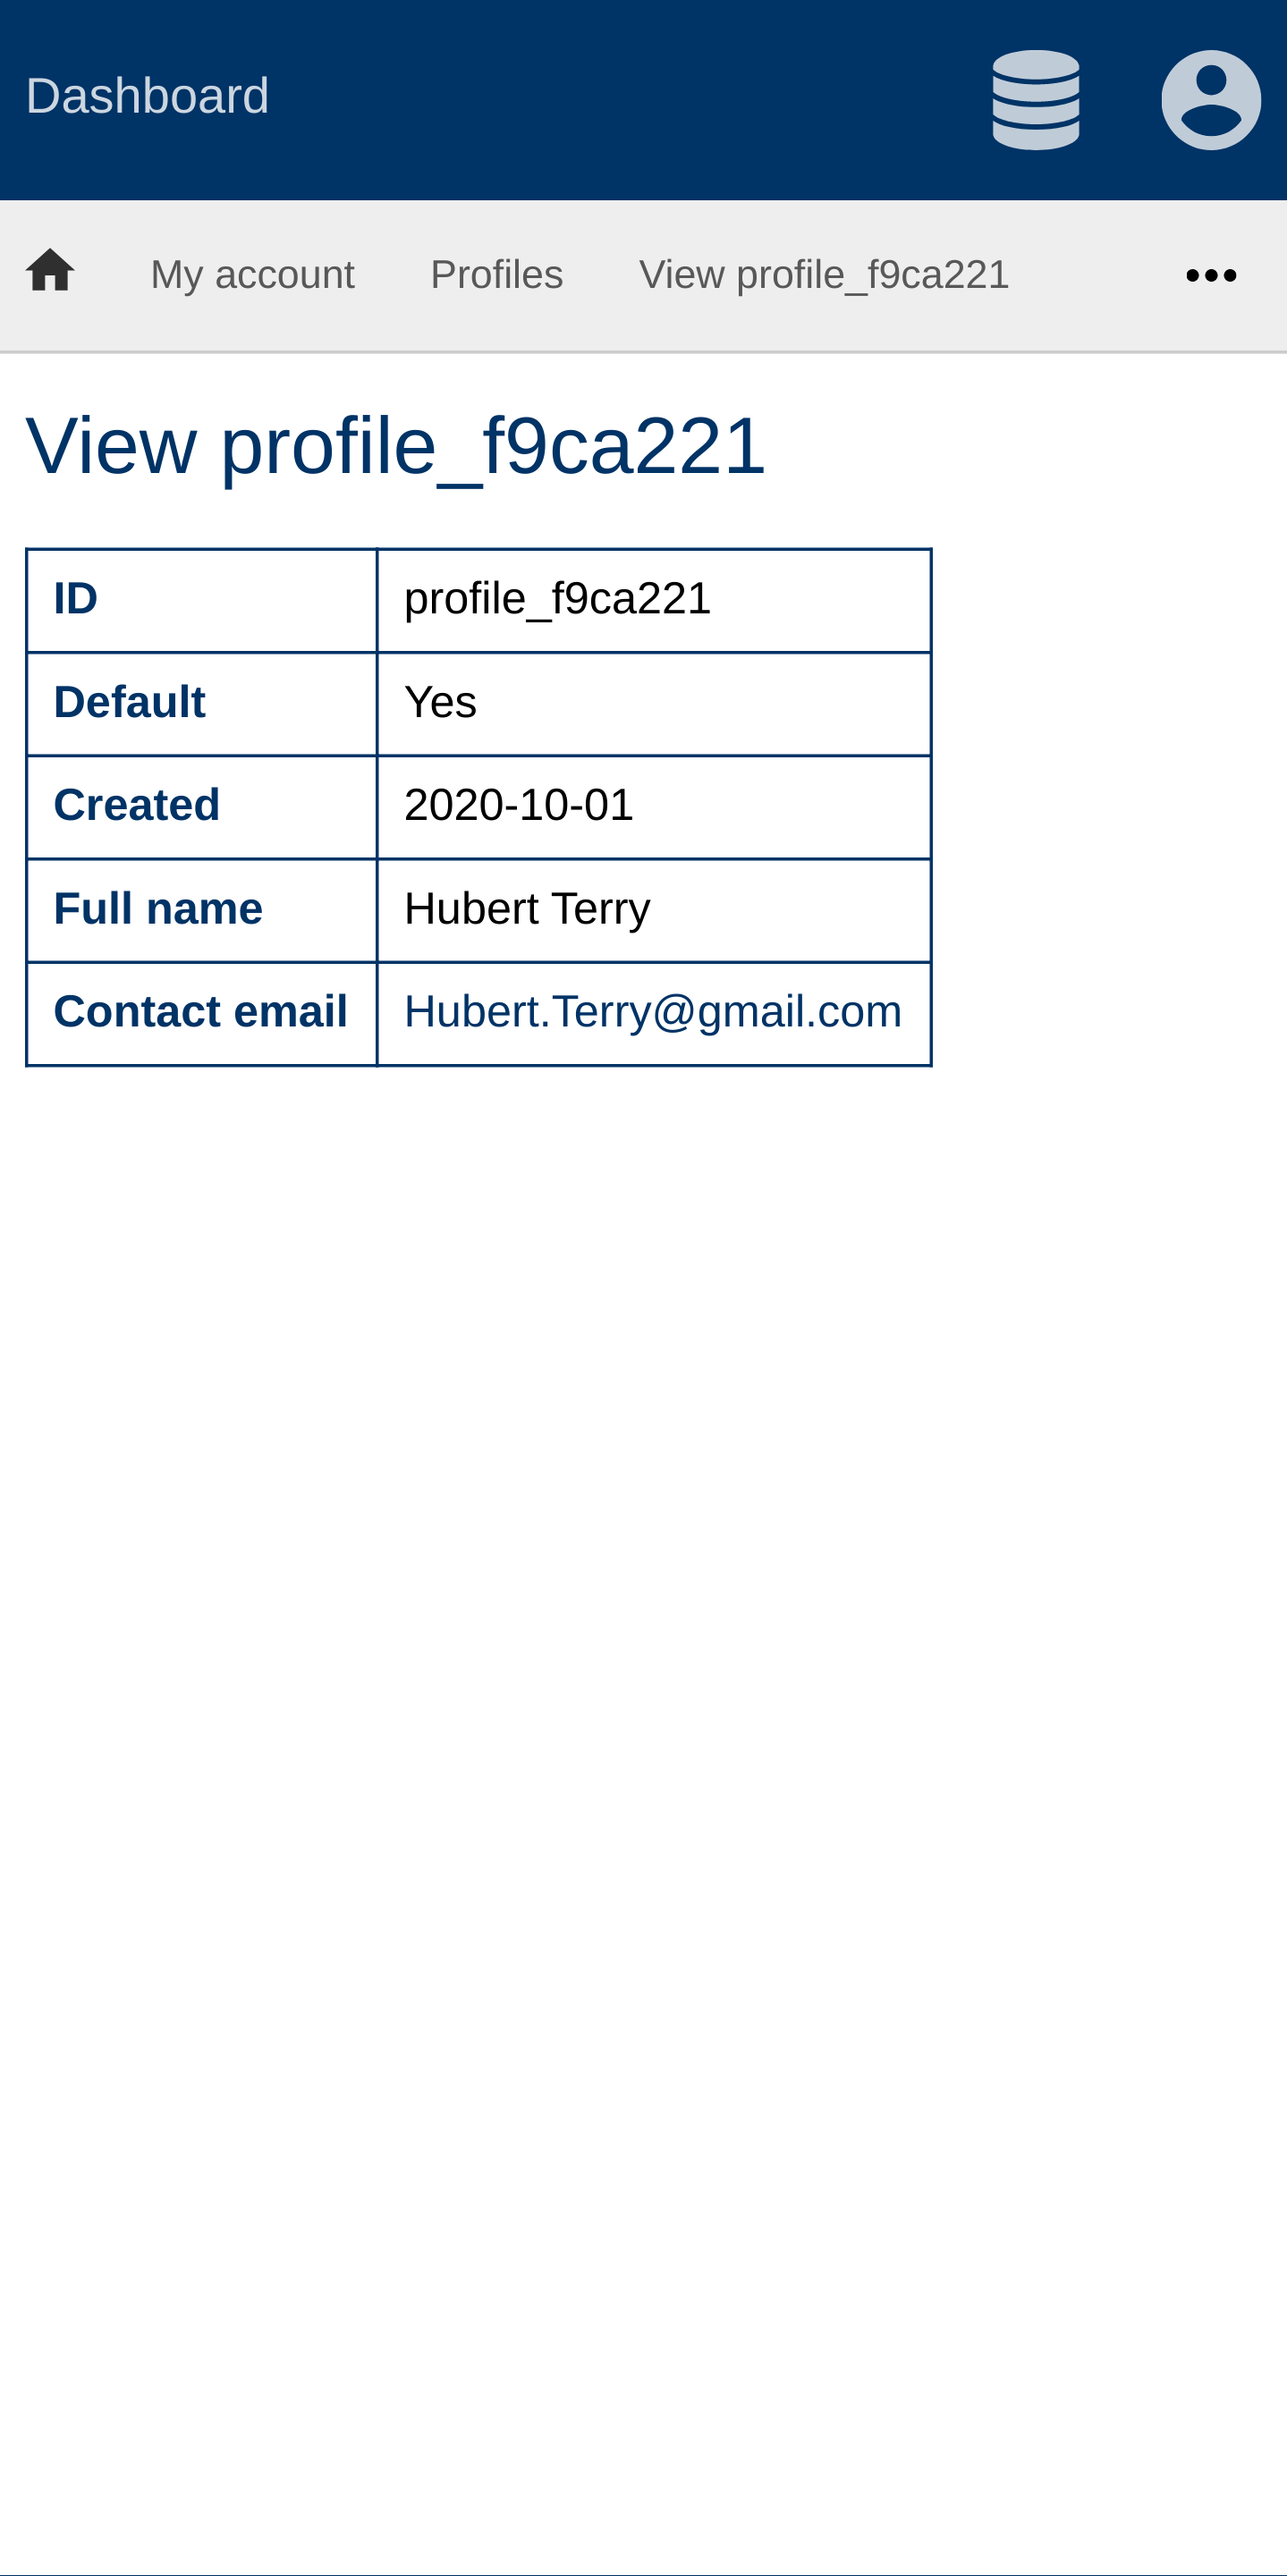 Dashboard
My account Profiles View profile_f9ca221
View profile_f9ca221
ID profile_f9ca221
Default Yes
Created 2020-10-01
Full name Hubert Terry
Contact email Hubert.Terry@gmail.com